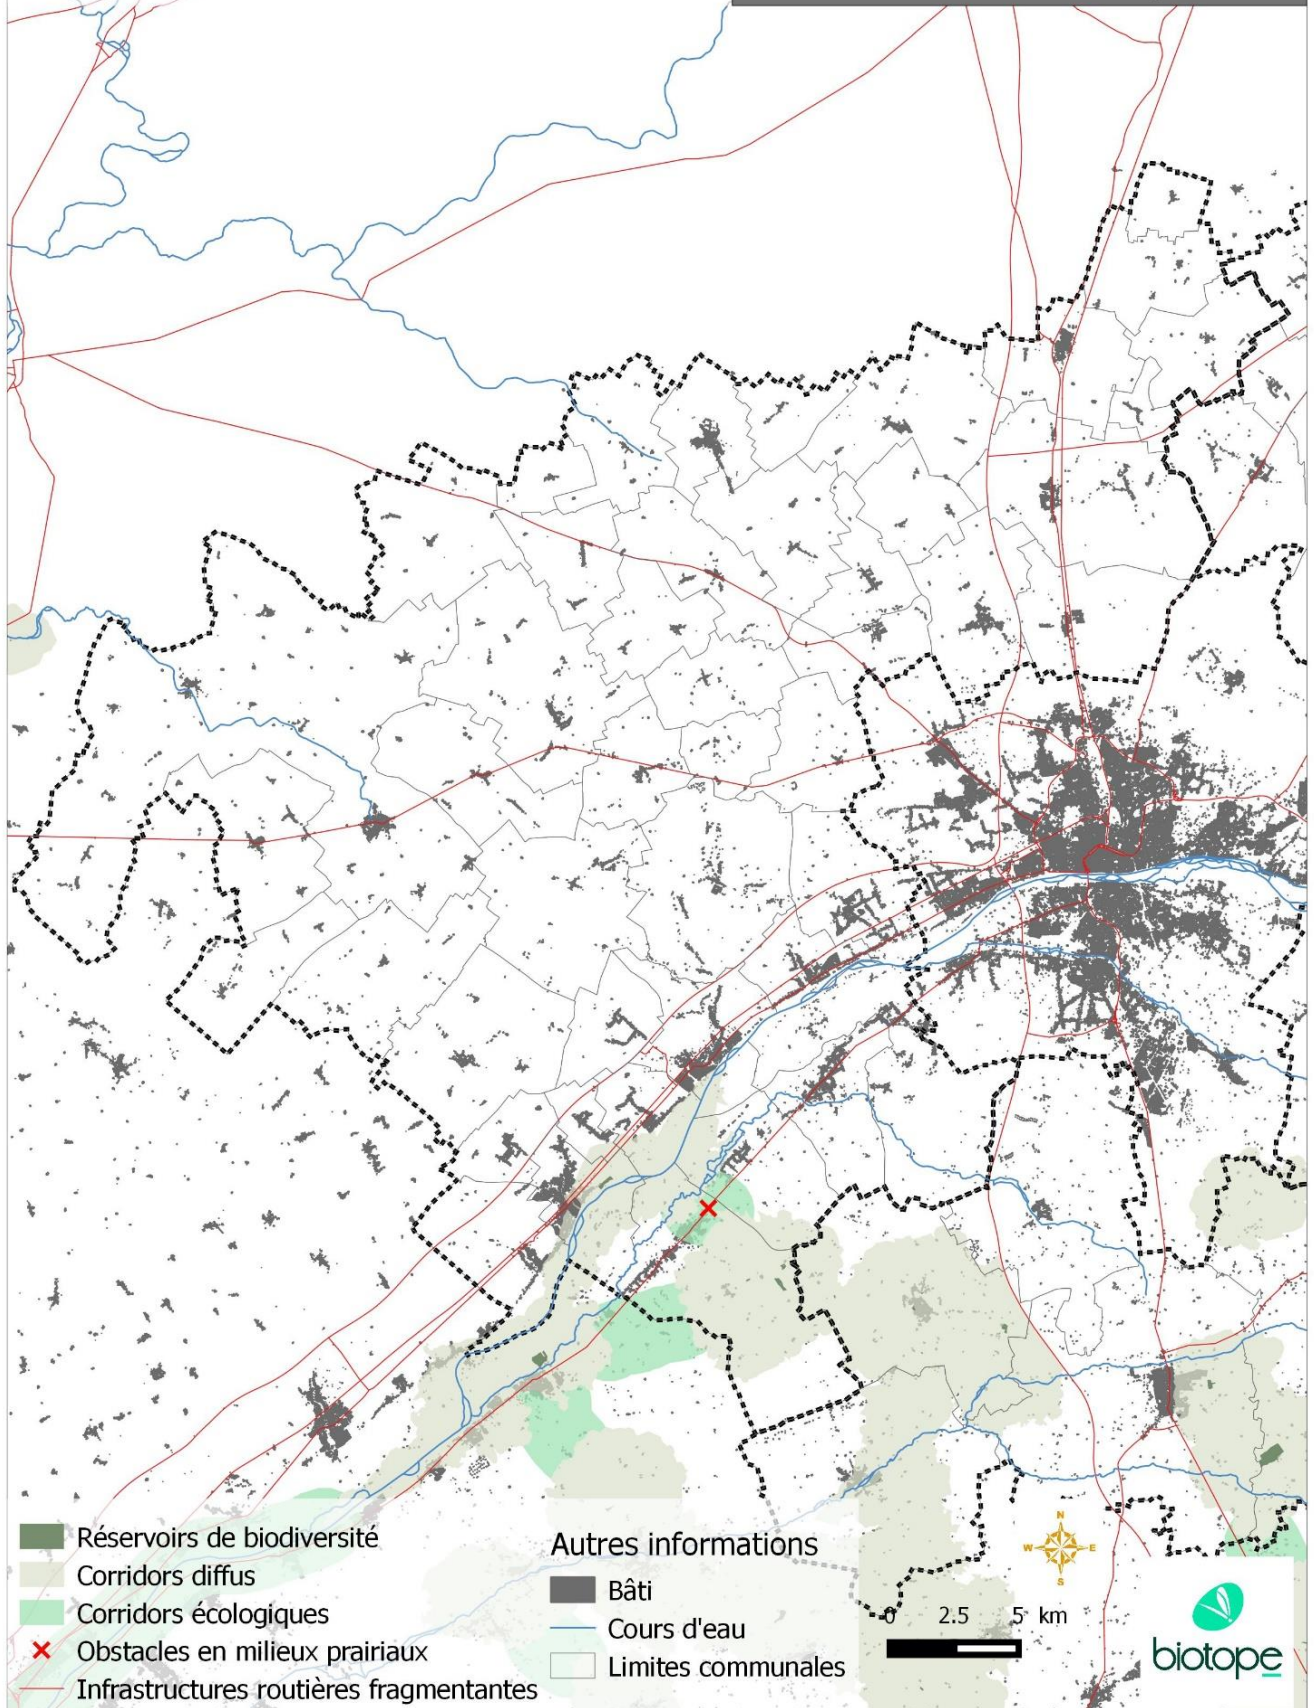 Réservoirs de biodiversité
Corridors diffus
Corridors écologiques
Obstacles en milieux prairiaux
Infrastructures routières fragmentantes
Autres informations
Bâti
Cours d'eau
Limites communales
N
W E
S
0 2.5 5 km
biotope